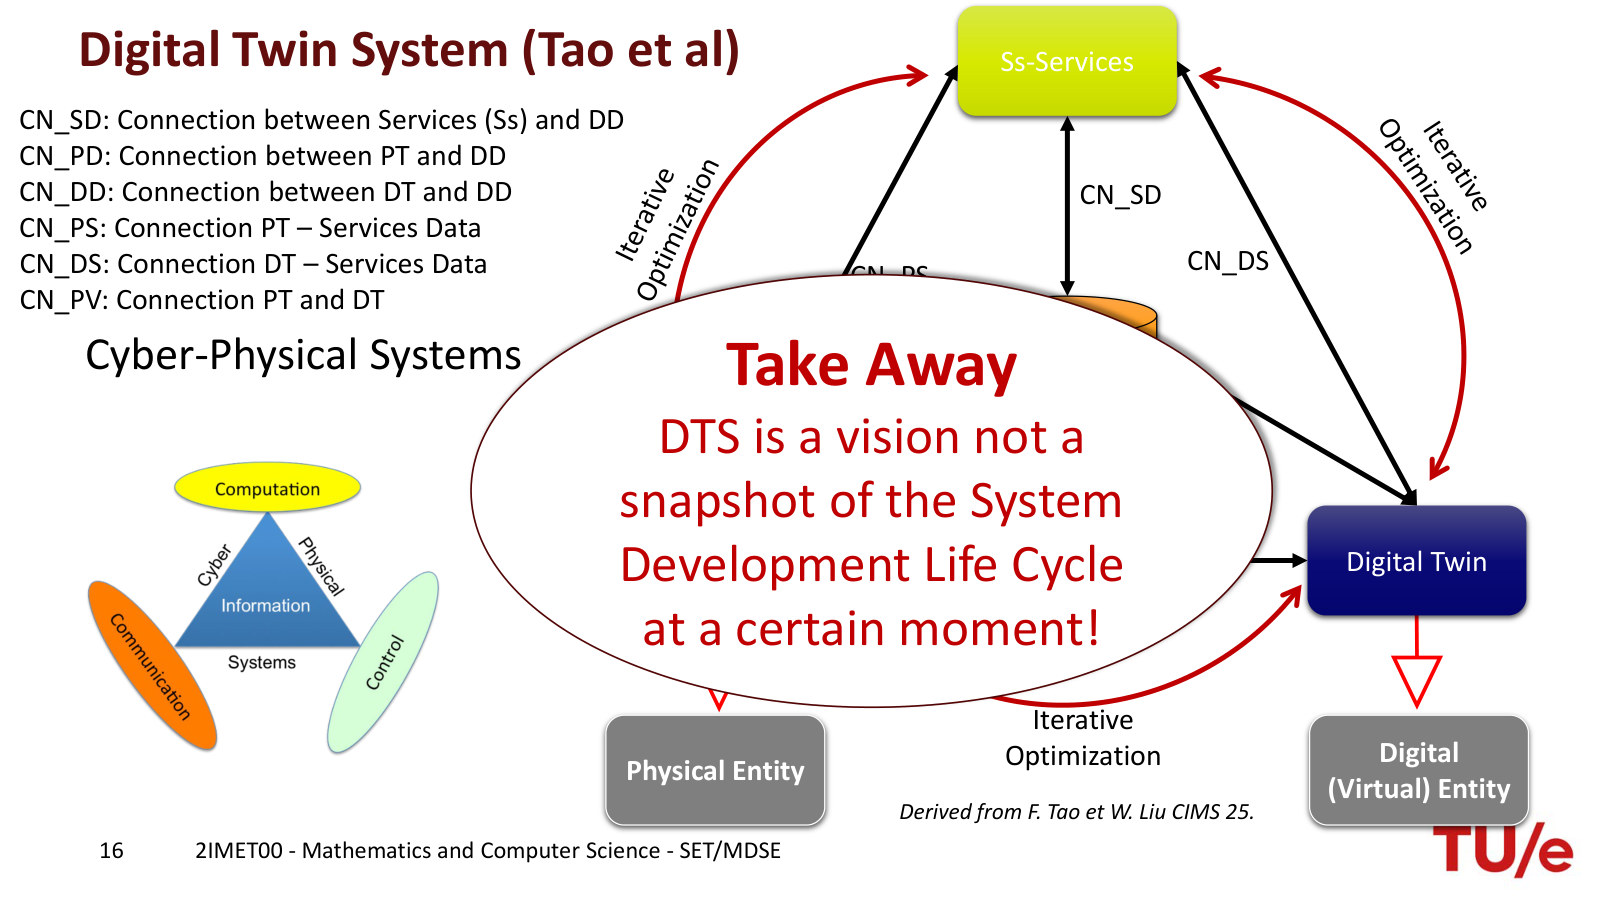 Digital Twin System (Tao et al)
Ss-Services
CN_SD: Connection between Services (Ss) and DD
CN_PD: Connection between PT and DD
CN_DD: Connection between DT and DD
CN_PS: Connection PT – Services Data
CN_DS: Connection DT – Services Data
CN_PV: Connection PT and DT
Iterative
Optimization
CN_SD
Iterative
Optimization
CN_DS
CN_PS
Cyber-Physical Systems
Take Away
DTS is a vision not a
snapshot of the System
Development Life Cycle
at a certain moment!
Computation
Cyber
Physical
Information
Systems
Communication
Control
Digital Twin
Iterative
Optimization
Physical Entity
Digital
(Virtual) Entity
Derived from F. Tao et W. Liu CIMS 25.
16
2IMET00 - Mathematics and Computer Science - SET/MDSE
TU/e